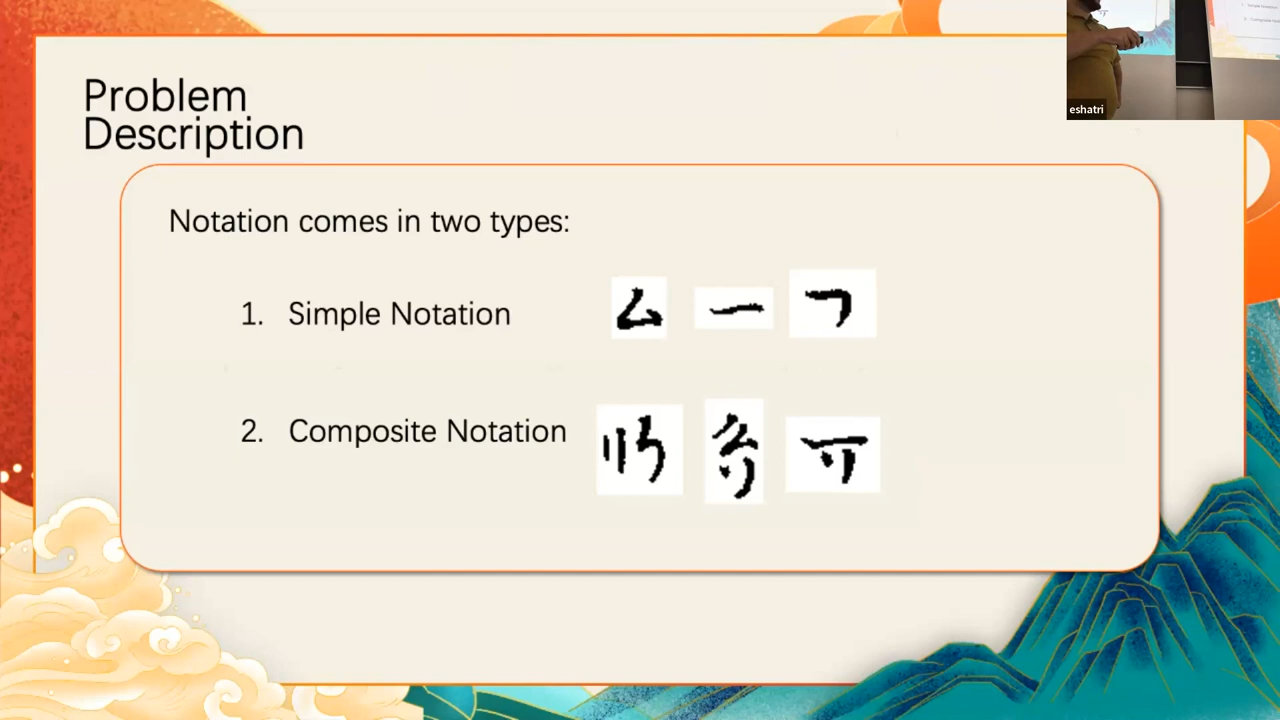 Problem
Description
Notation comes in two types:
1. Simple Notation
2. Composite Notation
eshatri